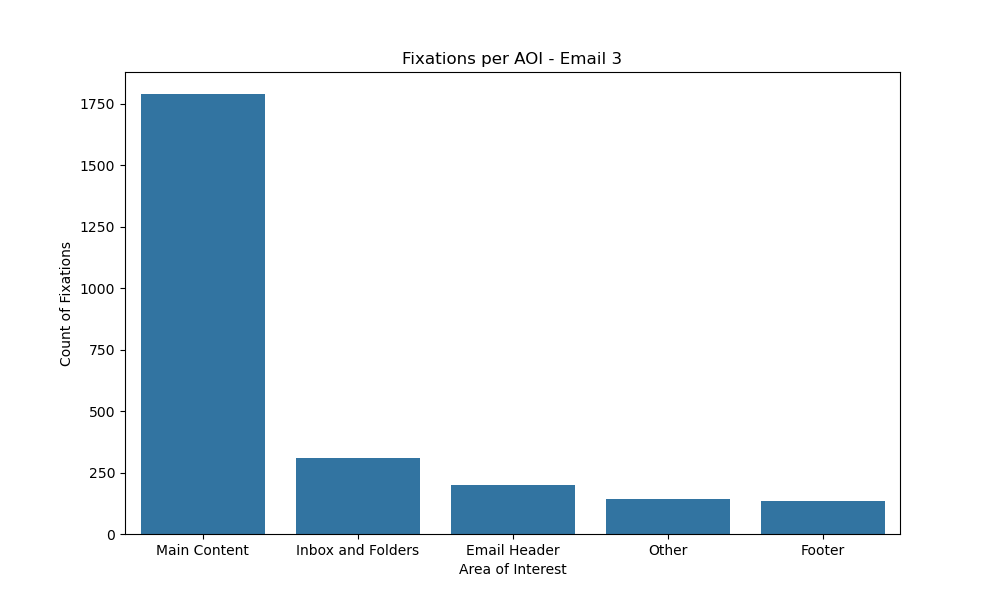 Fixations per AOI - Email 3
1750
1500
1250
1000
750
500
250
0
Count of Fixations
Main Content
Inbox and Folders
Email Header
Other
Footer
Area of Interest